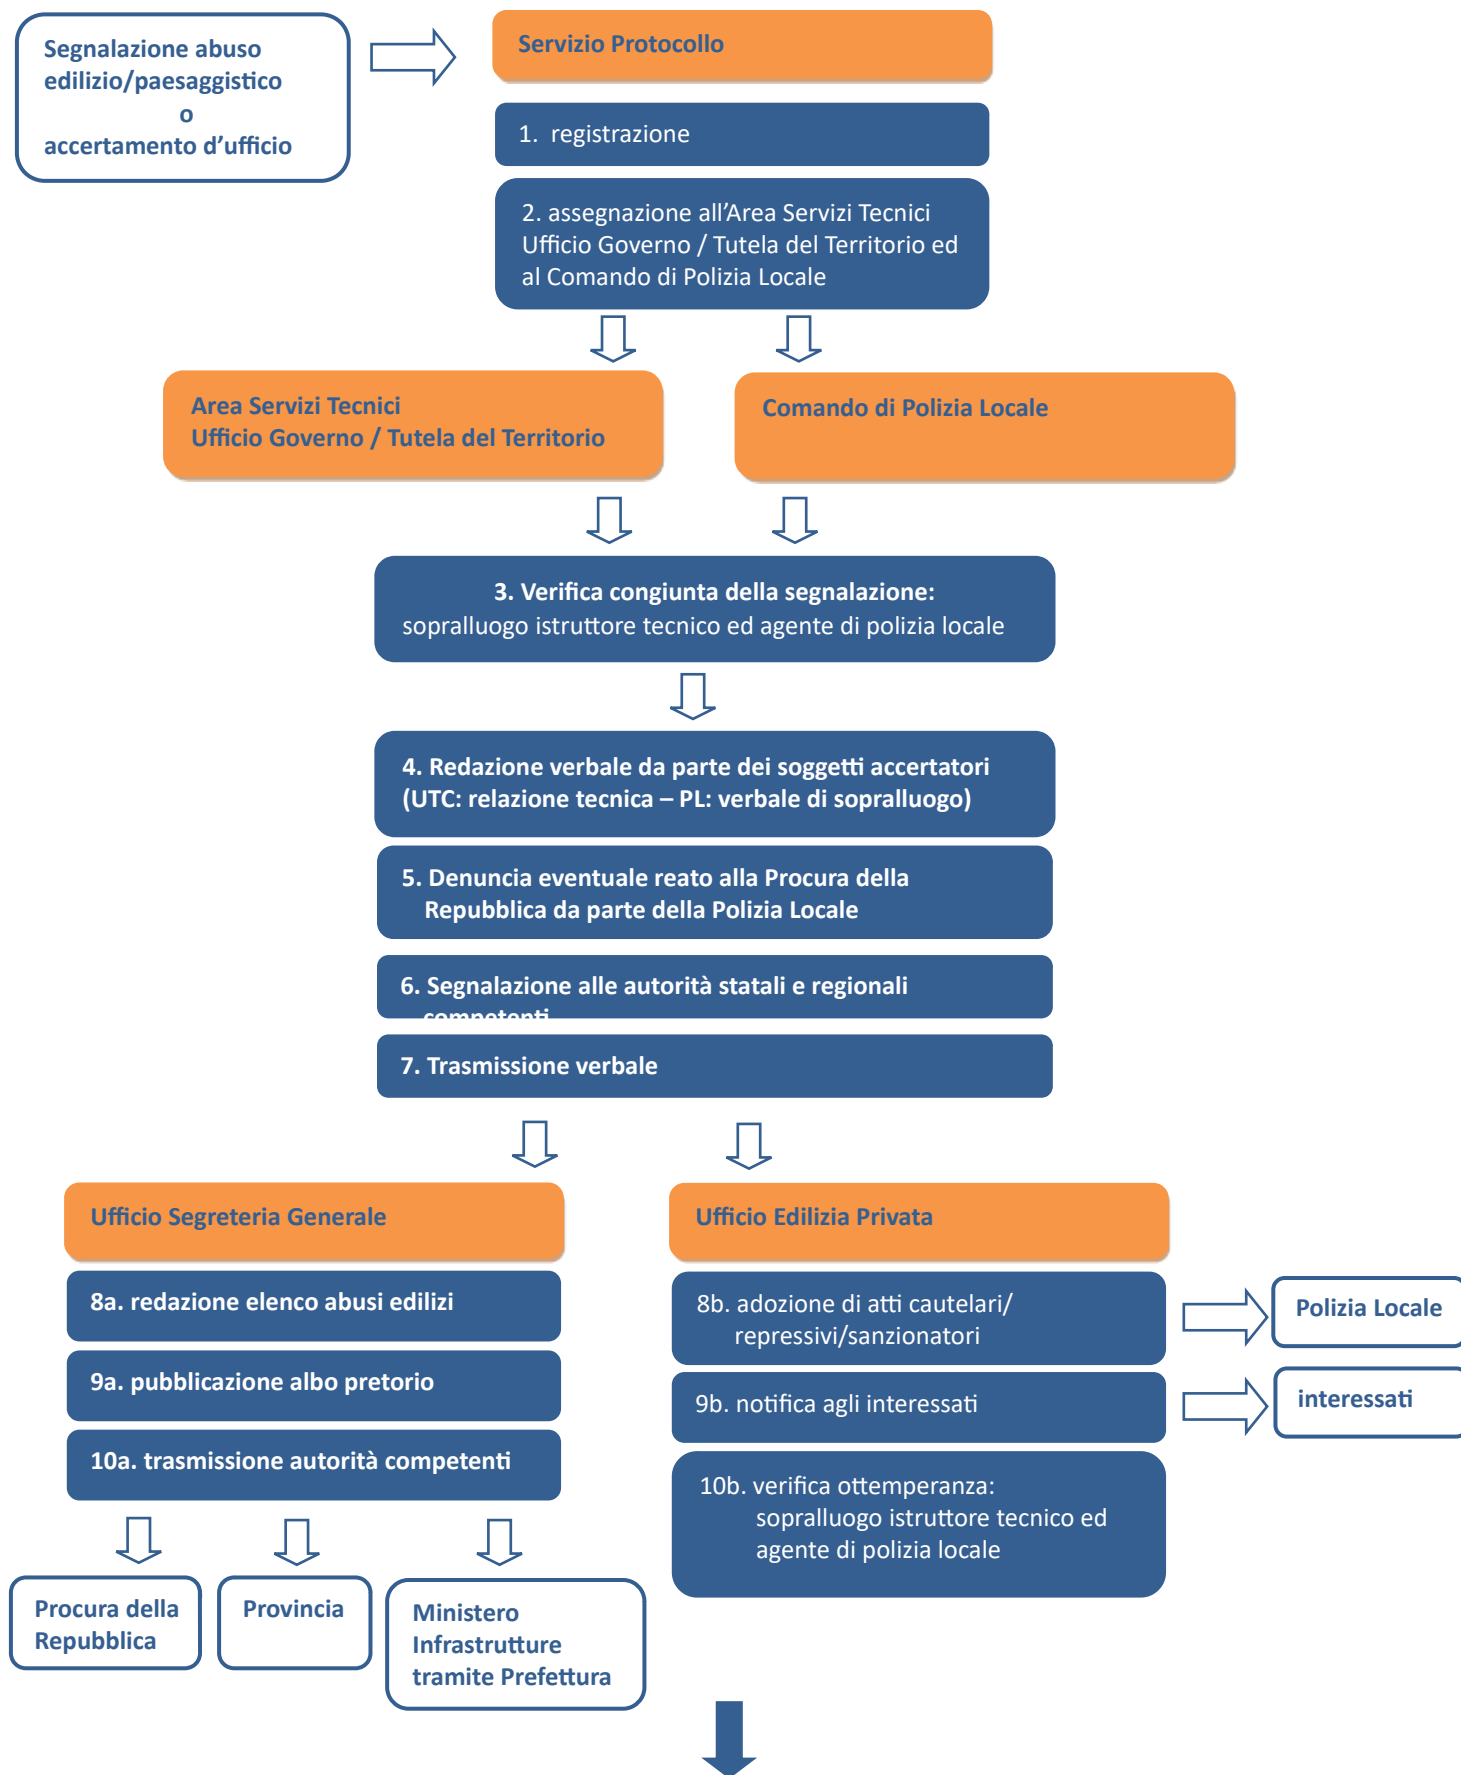 Segnalazione abuso
edilizio/paesaggistico
o
accertamento d’ufficio
Servizio Protocollo
1. registrazione
2. assegnazione all’Area Servizi Tecnici
Ufficio Governo / Tutela del Territorio ed
al Comando di Polizia Locale
Area Servizi Tecnici
Ufficio Governo / Tutela del Territorio
Comando di Polizia Locale
3. Verifica congiunta della segnalazione:
sopralluogo istruttore tecnico ed agente di polizia locale
4. Redazione verbale da parte dei soggetti accertatori
(UTC: relazione tecnica – PL: verbale di sopralluogo)
5. Denuncia eventuale reato alla Procura della
Repubblica da parte della Polizia Locale
6. Segnalazione alle autorità statali e regionali
competenti
7. Trasmissione verbale
Ufficio Segreteria Generale
8a. redazione elenco abusi edilizi
9a. pubblicazione albo pretorio
10a. trasmissione autorità competenti
Procura della
Repubblica
Provincia
Ministero
Infrastrutture
tramite Prefettura
Ufficio Edilizia Privata
8b. adozione di atti cautelari/
repressivi/sanzionatori
Polizia Locale
9b. notifica agli interessati
interessati
10b. verifica ottemperanza:
sopralluogo istruttore tecnico ed
agente di polizia locale